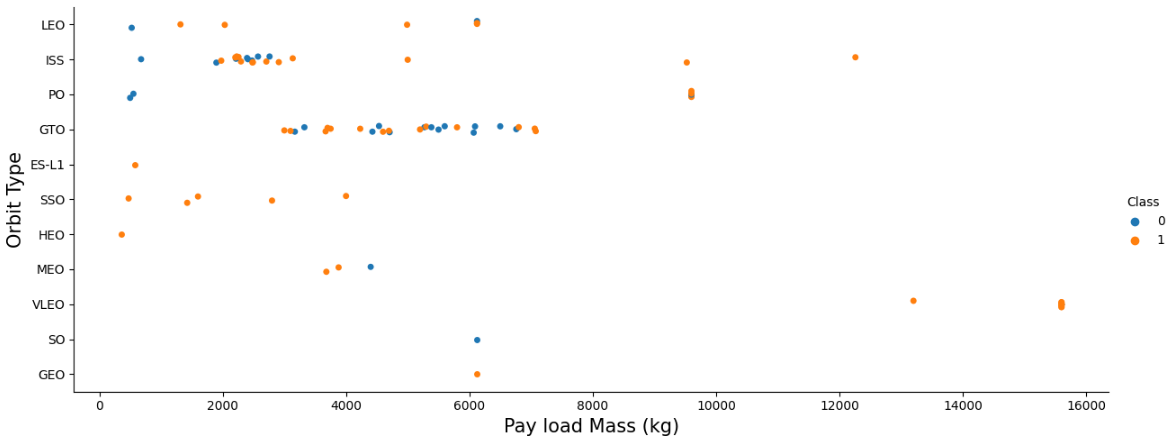 LEO
ISS
PO
GTO
ES-L1
SSO
HEO
MEO
VLEO
SO
GEO
Orbit Type
0 2000 4000 6000 8000 10000 12000 14000 16000
Pay load Mass (kg)
Class
0
1